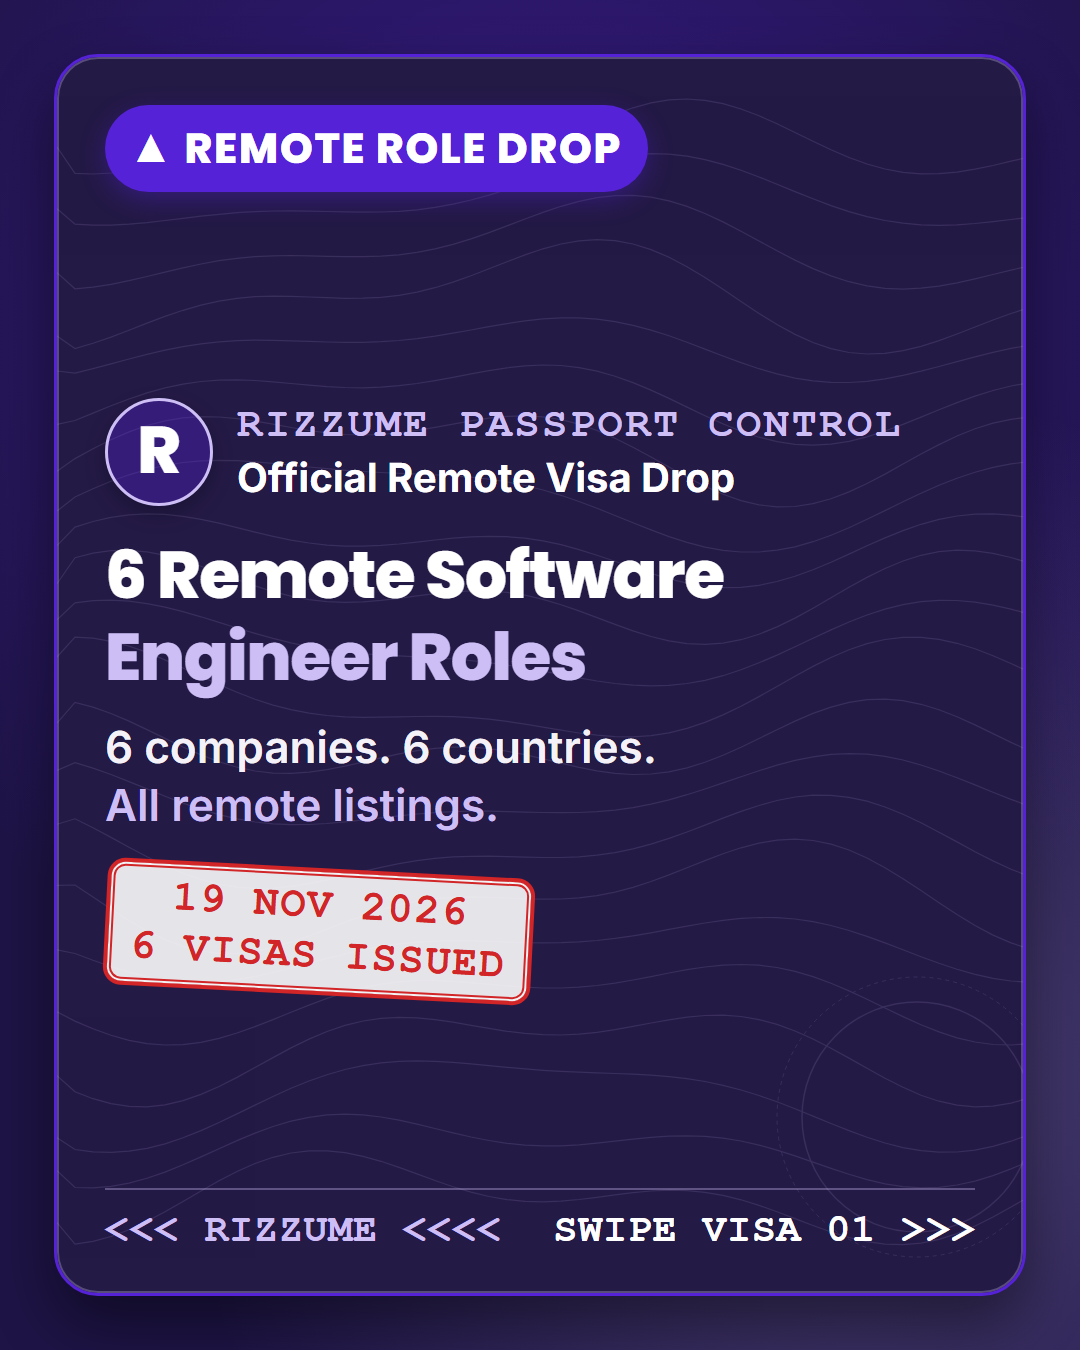 ▲ REMOTE ROLE DROP
R
RIZZUME PASSPORT CONTROL
Official Remote Visa Drop
6 Remote Software
Engineer Roles
6 companies. 6 countries.
All remote listings.
19 NOV 2026
6 VISAS ISSUED
<<< RIZZUME <<<< SWIPE VISA 01 >>>